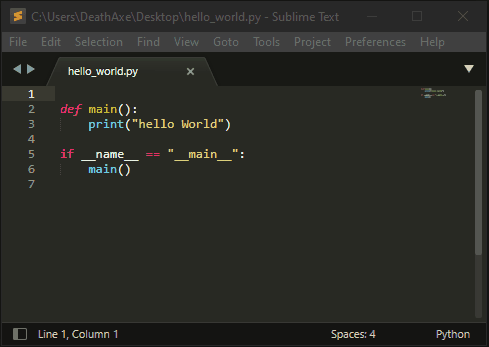 C:\Users\DeathAxe\Desktop\hello_world.py - Sublime Text
File Edit Selection Find View Goto Tools Project Preferences Help
hello_world.py
1
2 def main():
3     print("hello World")
4
5 if __name__ == "__main__":
6     main()
7
Line 1, Column 1 Spaces: 4 Python